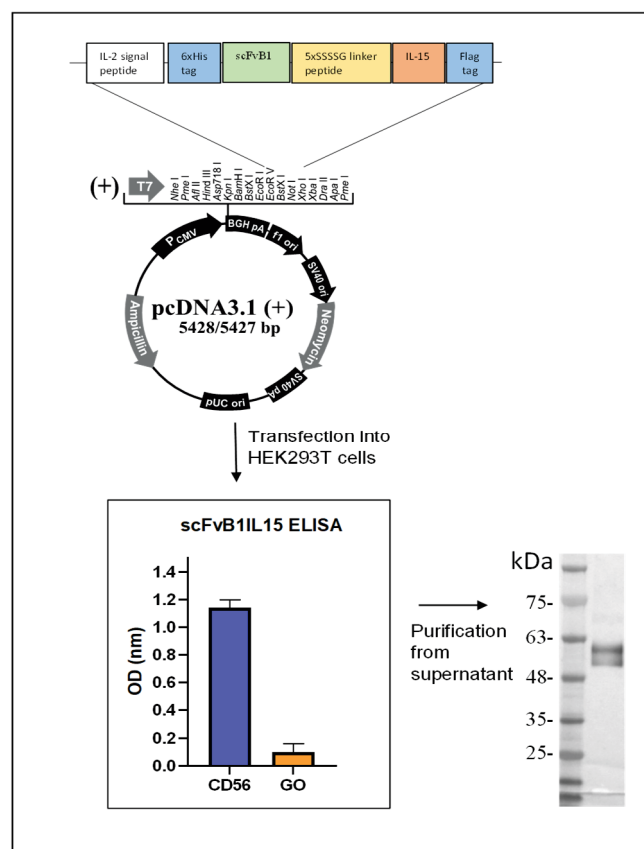 IL-2 signal
peptide
6xHis
tag
scFvB1
5xSSSSG linker
peptide
IL-15
Flag
tag
(+)
T7
Nhe I
Pme I
Afl II
Hind III
Asp718 I
Kpn I
BamH I
BstX I
EcoR I
EcoR V
BstX I
Not I
Xho I
Xba I
Dra II
Apa I
Pme I
P CMV
BGH pA
f1 ori
SV40 ori
Neomycin
SV40 pA
pUC ori
Ampicillin
pcDNA3.1 (+)
5428/5427 bp
Transfection into
HEK293T cells
scFvB1IL15 ELISA
OD (nm)
1.4
1.2
1.0
0.8
0.6
0.4
0.2
0.0
CD56
GO
Purification
from
supernatant
kDa
75-
63-
48-
35-
25-